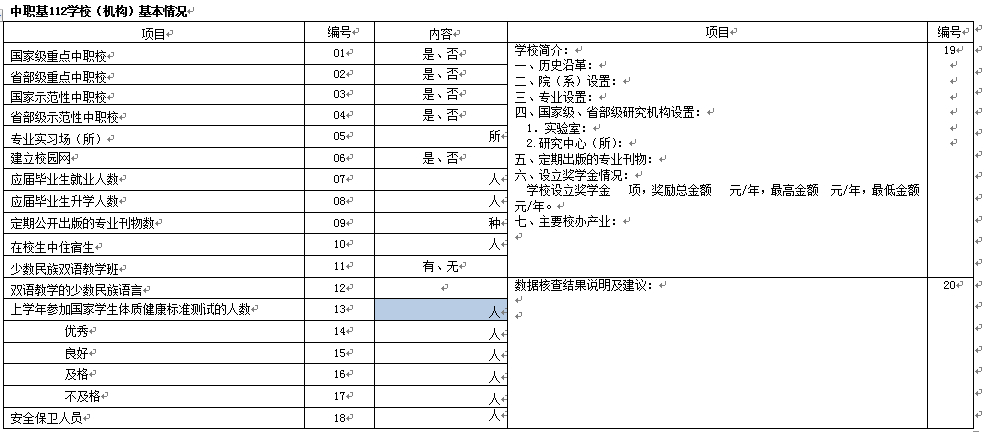 中职基112学校（机构）基本情况
项目 编号 内容 项目 编号
国家级重点中职校 01 是、否
省部级重点中职校 02 是、否
国家示范性中职校 03 是、否
省部级示范性中职校 04 是、否
专业实习场（所） 05 所
建立校园网 06 是、否
应届毕业生就业人数 07 人
应届毕业生升学人数 08 人
定期公开出版的专业刊物数 09 种
在校生中住宿生 10 人
少数民族双语教学班 11 有、无
双语教学的少数民族语言 12
上学年参加国家学生体质健康标准测试的人数 13 人
优秀 14 人
良好 15 人
及格 16 人
不及格 17 人
安全保卫人员 18 人
学校简介： 19
一、历史沿革：
二、院（系）设置：
三、专业设置：
四、国家级、省部级研究机构设置：
1．实验室：
2.研究中心（所）：
五、定期出版的专业刊物：
六、设立奖学金情况：
学校设立奖学金 项，奖励总金额 元/年，最高金额 元/年，最低金额
元/年。
七、主要校办产业：
数据核查结果说明及建议： 20